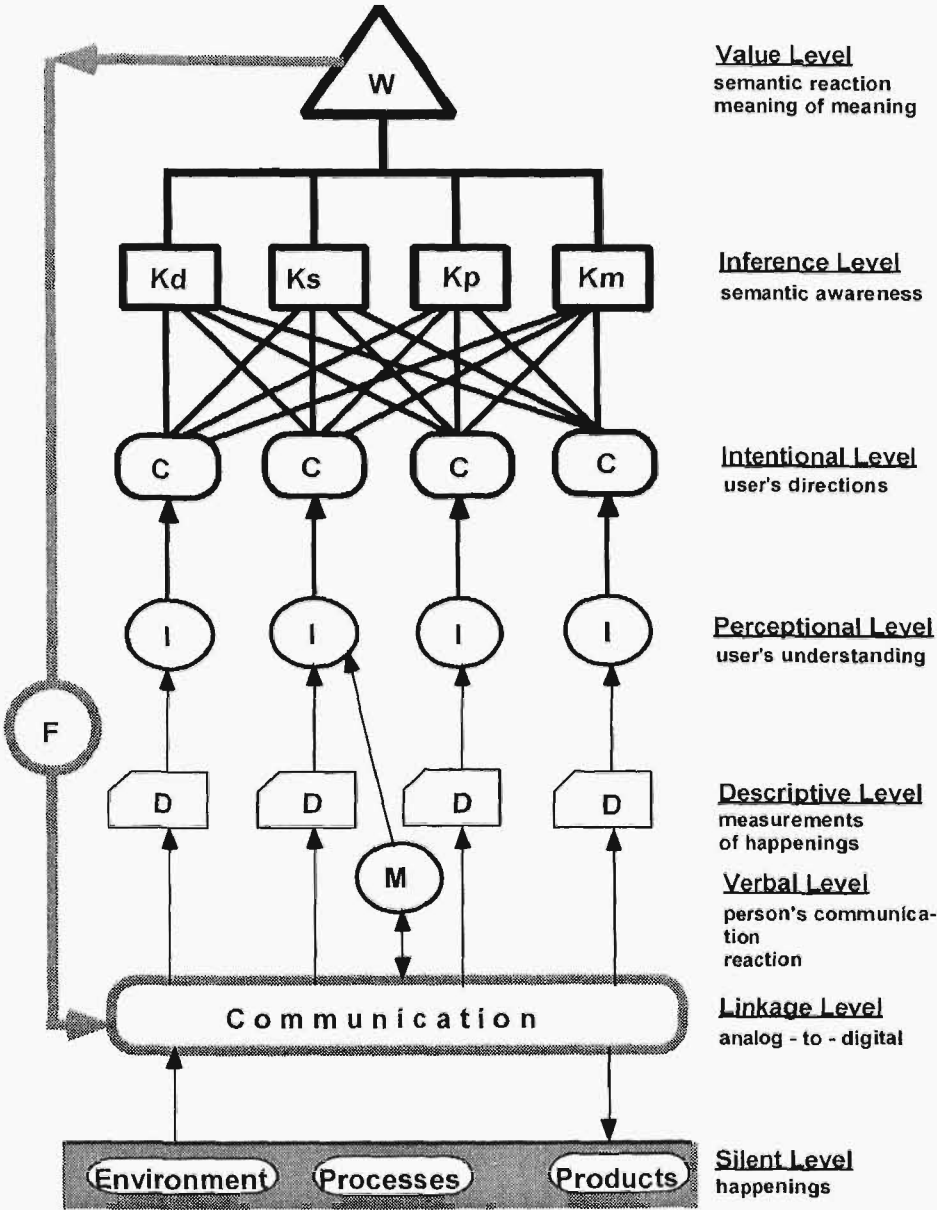 Value Level
semantic reaction
meaning of meaning
W
Kd Ks Kp Km
Inference Level
semantic awareness
C C C C
Intentional Level
user's directions
I I I I
Perceptional Level
user's understanding
F
D D D D
Descriptive Level
measurements
of happenings
M
Verbal Level
person's communica-
tion
reaction
Communication
Linkage Level
analog - to - digital
Environment Processes Products
Silent Level
happenings